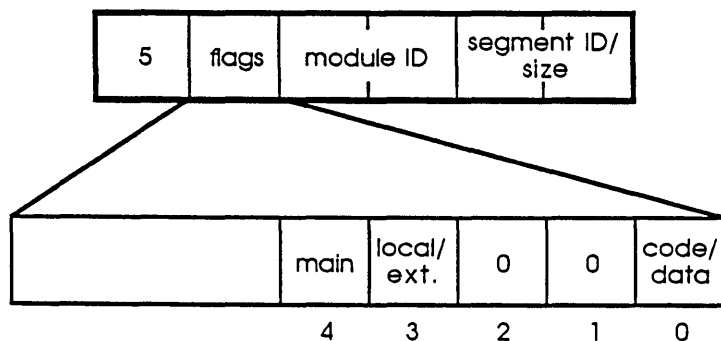 5 flags module ID segment ID/
size
main local/
ext. 0 0 code/
data
4 3 2 1 0